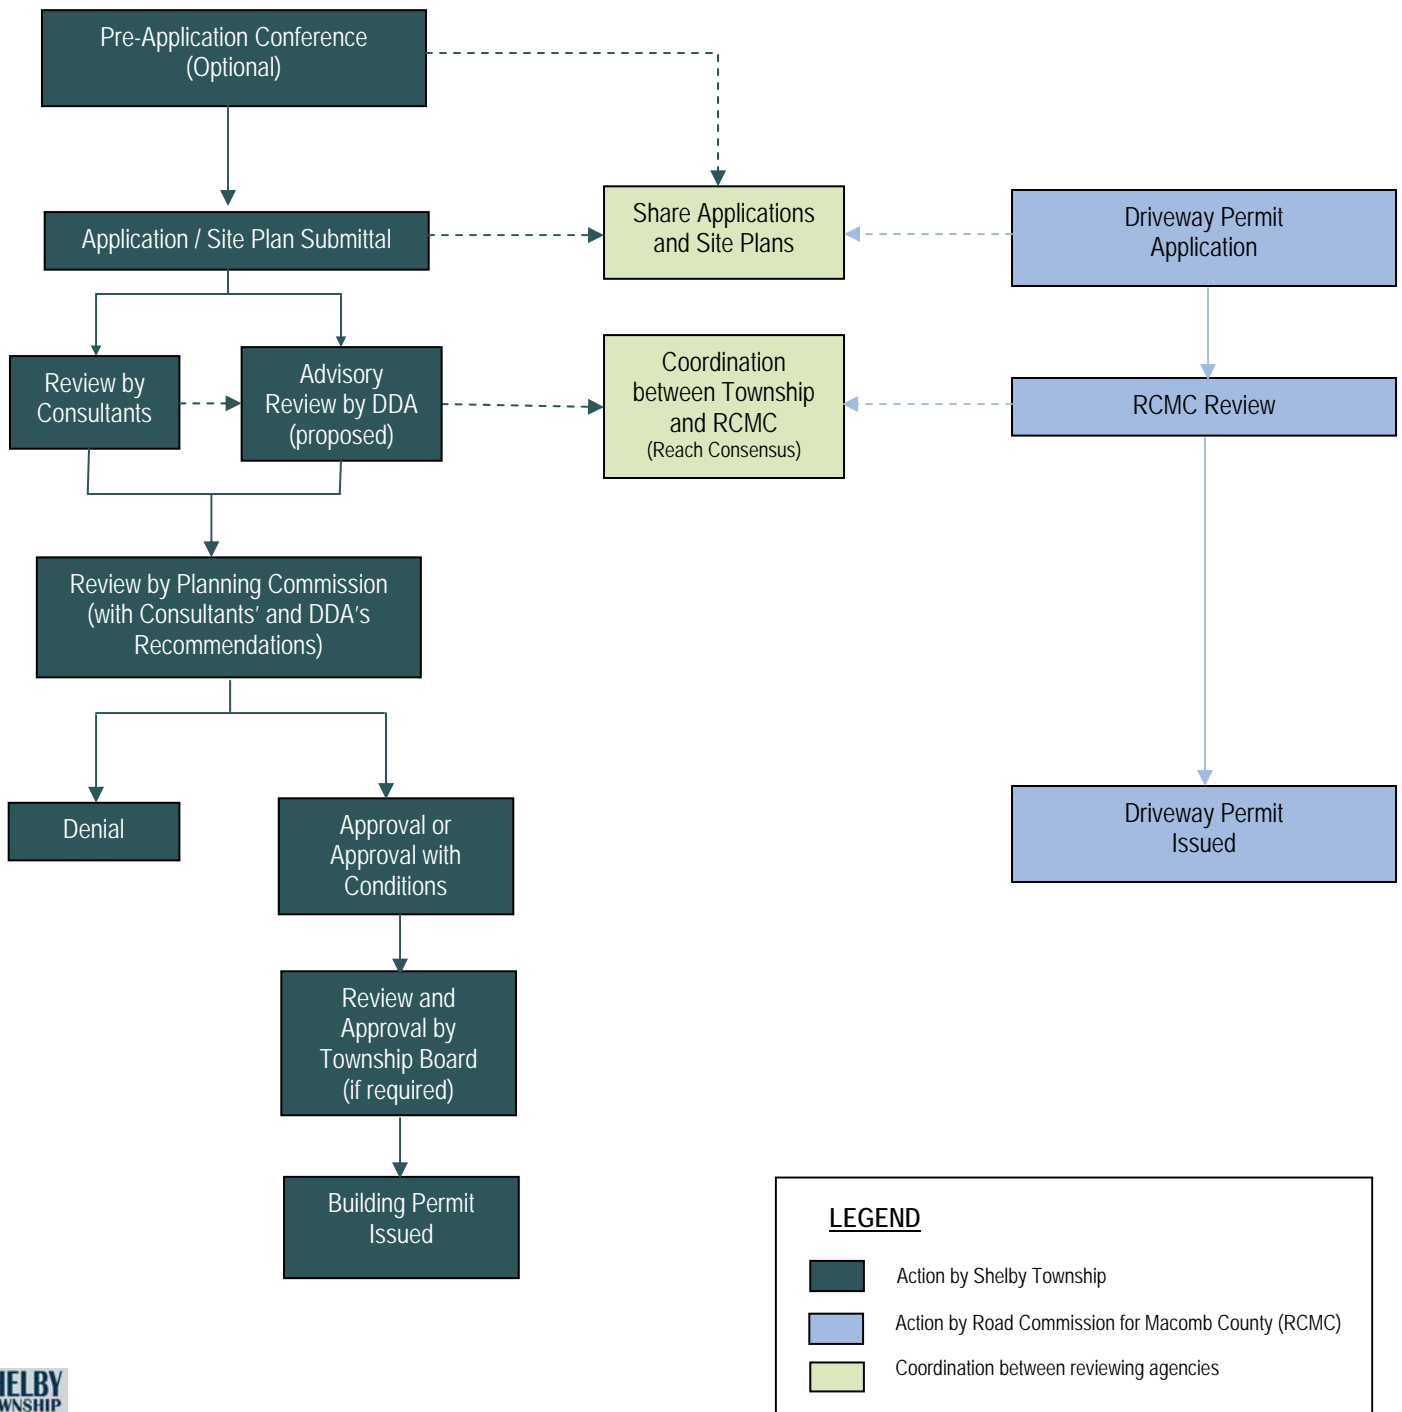 Pre-Application Conference
(Optional)
Application / Site Plan Submittal
Share Applications
and Site Plans
Driveway Permit
Application
Review by
Consultants
Advisory
Review by DDA
(proposed)
Coordination
between Township
and RCMC
(Reach Consensus)
RCMC Review
Review by Planning Commission
(with Consultants’ and DDA’s
Recommendations)
Denial
Approval or
Approval with
Conditions
Driveway Permit
Issued
Review and
Approval by
Township Board
(if required)
Building Permit
Issued
LEGEND
Action by Shelby Township
Action by Road Commission for Macomb County (RCMC)
Coordination between reviewing agencies